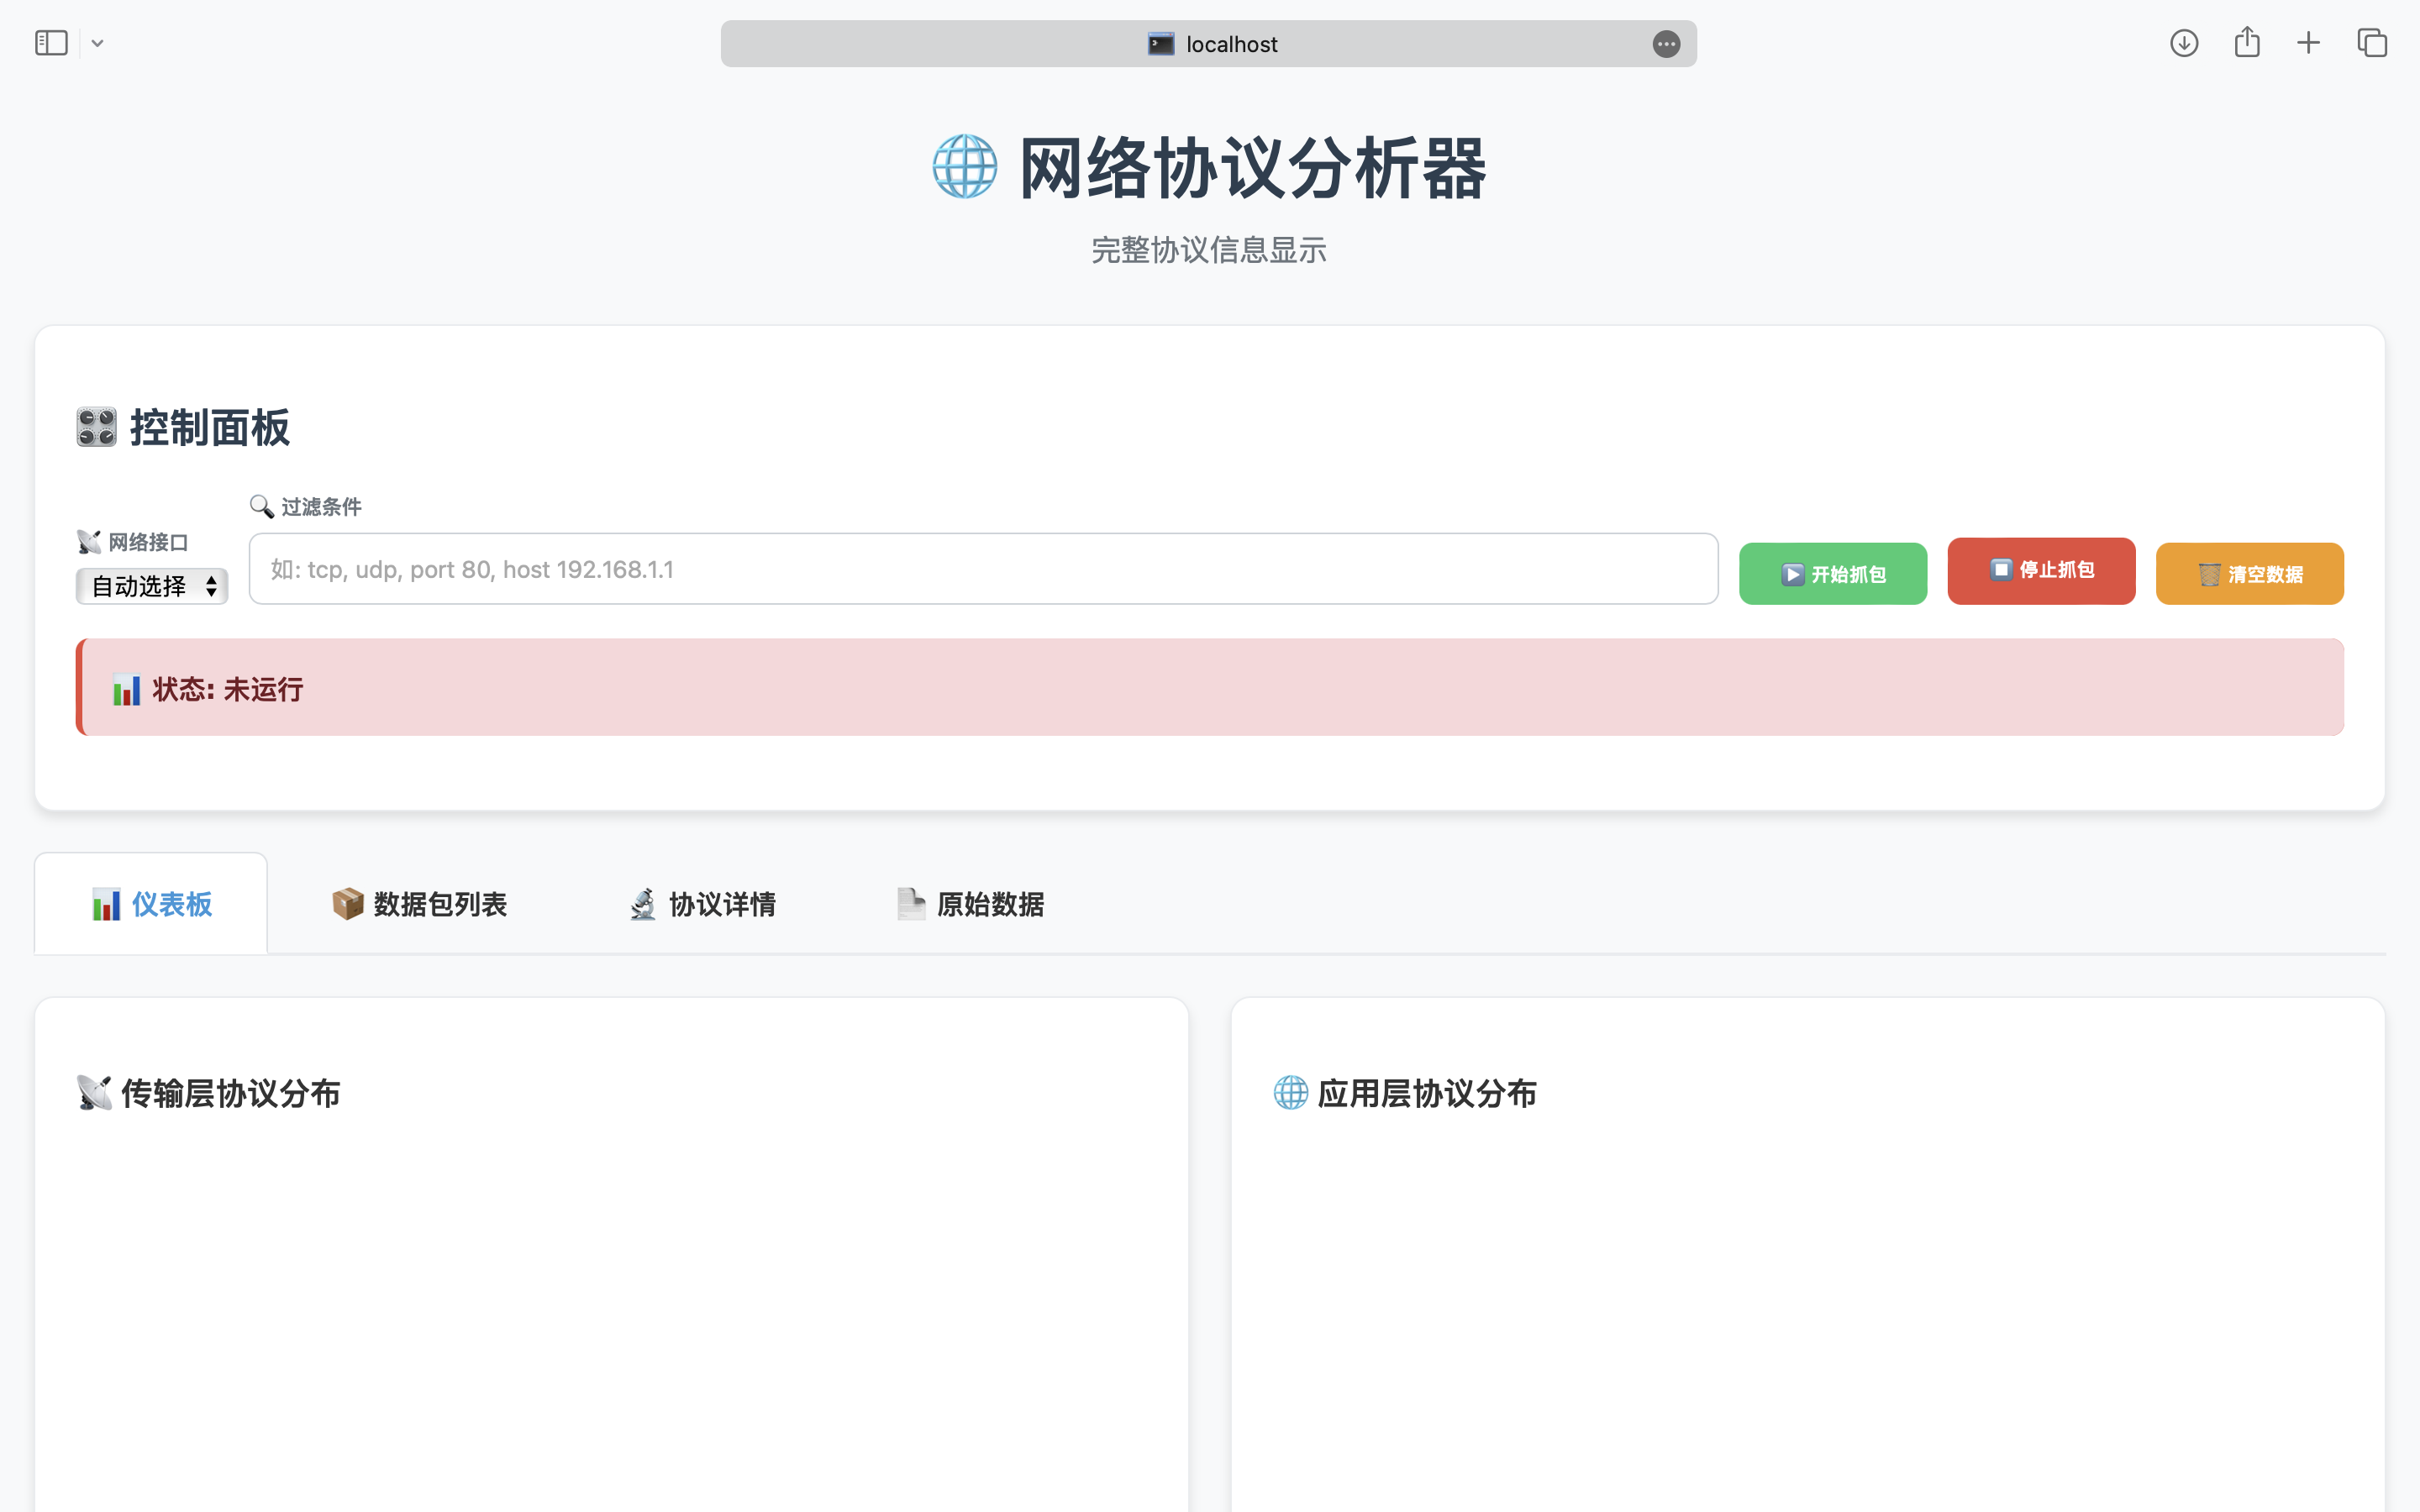 localhost
网络协议分析器
完整协议信息显示
控制面板
网络接口
自动选择
过滤条件
如: tcp, udp, port 80, host 192.168.1.1
开始抓包
停止抓包
清空数据
状态: 未运行
仪表板
数据包列表
协议详情
原始数据
传输层协议分布
应用层协议分布